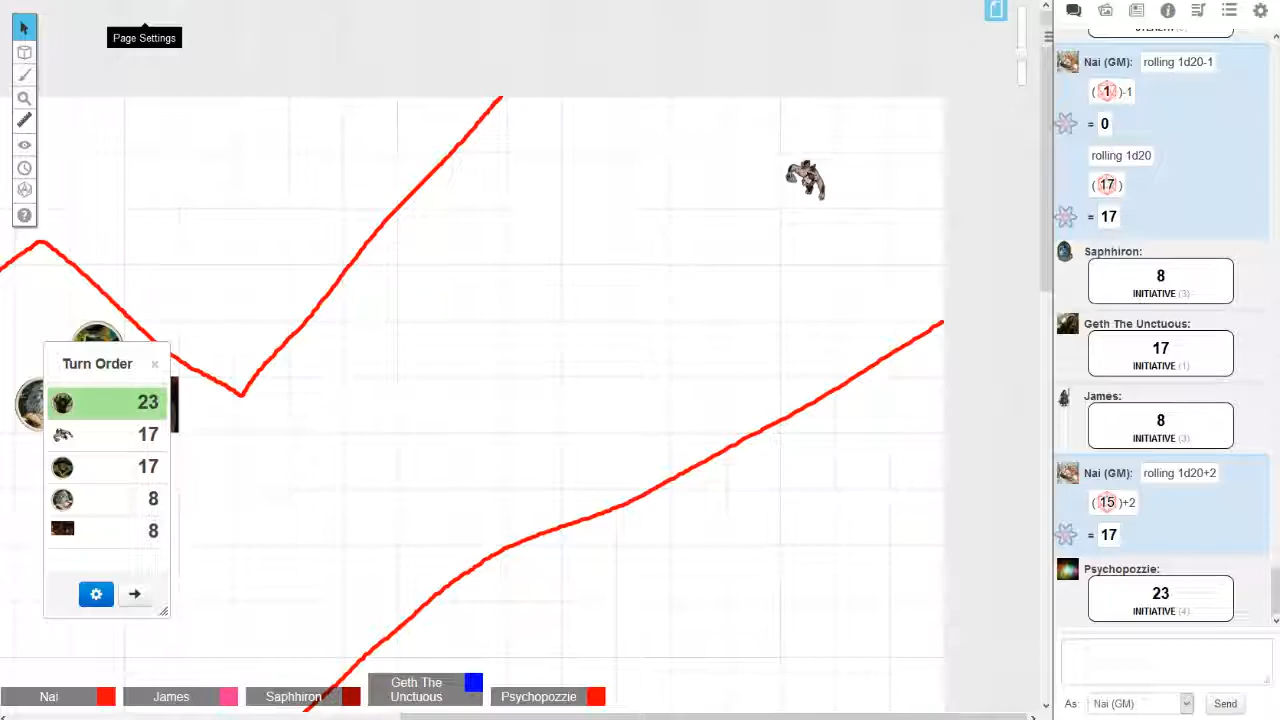 Page Settings
Turn Order ×
23
17
17
8
8
Nai
James
Saphhiron
Geth The
Unctuous
Psychopozzie
Nai (GM): rolling 1d20-1
(1)-1
= 0
rolling 1d20
(17)
= 17
Saphhiron:
8
INITIATIVE (3)
Geth The Unctuous:
17
INITIATIVE (1)
James:
8
INITIATIVE (3)
Nai (GM): rolling 1d20+2
(15)+2
= 17
Psychopozzie:
23
INITIATIVE (4)
As: Nai (GM) Send